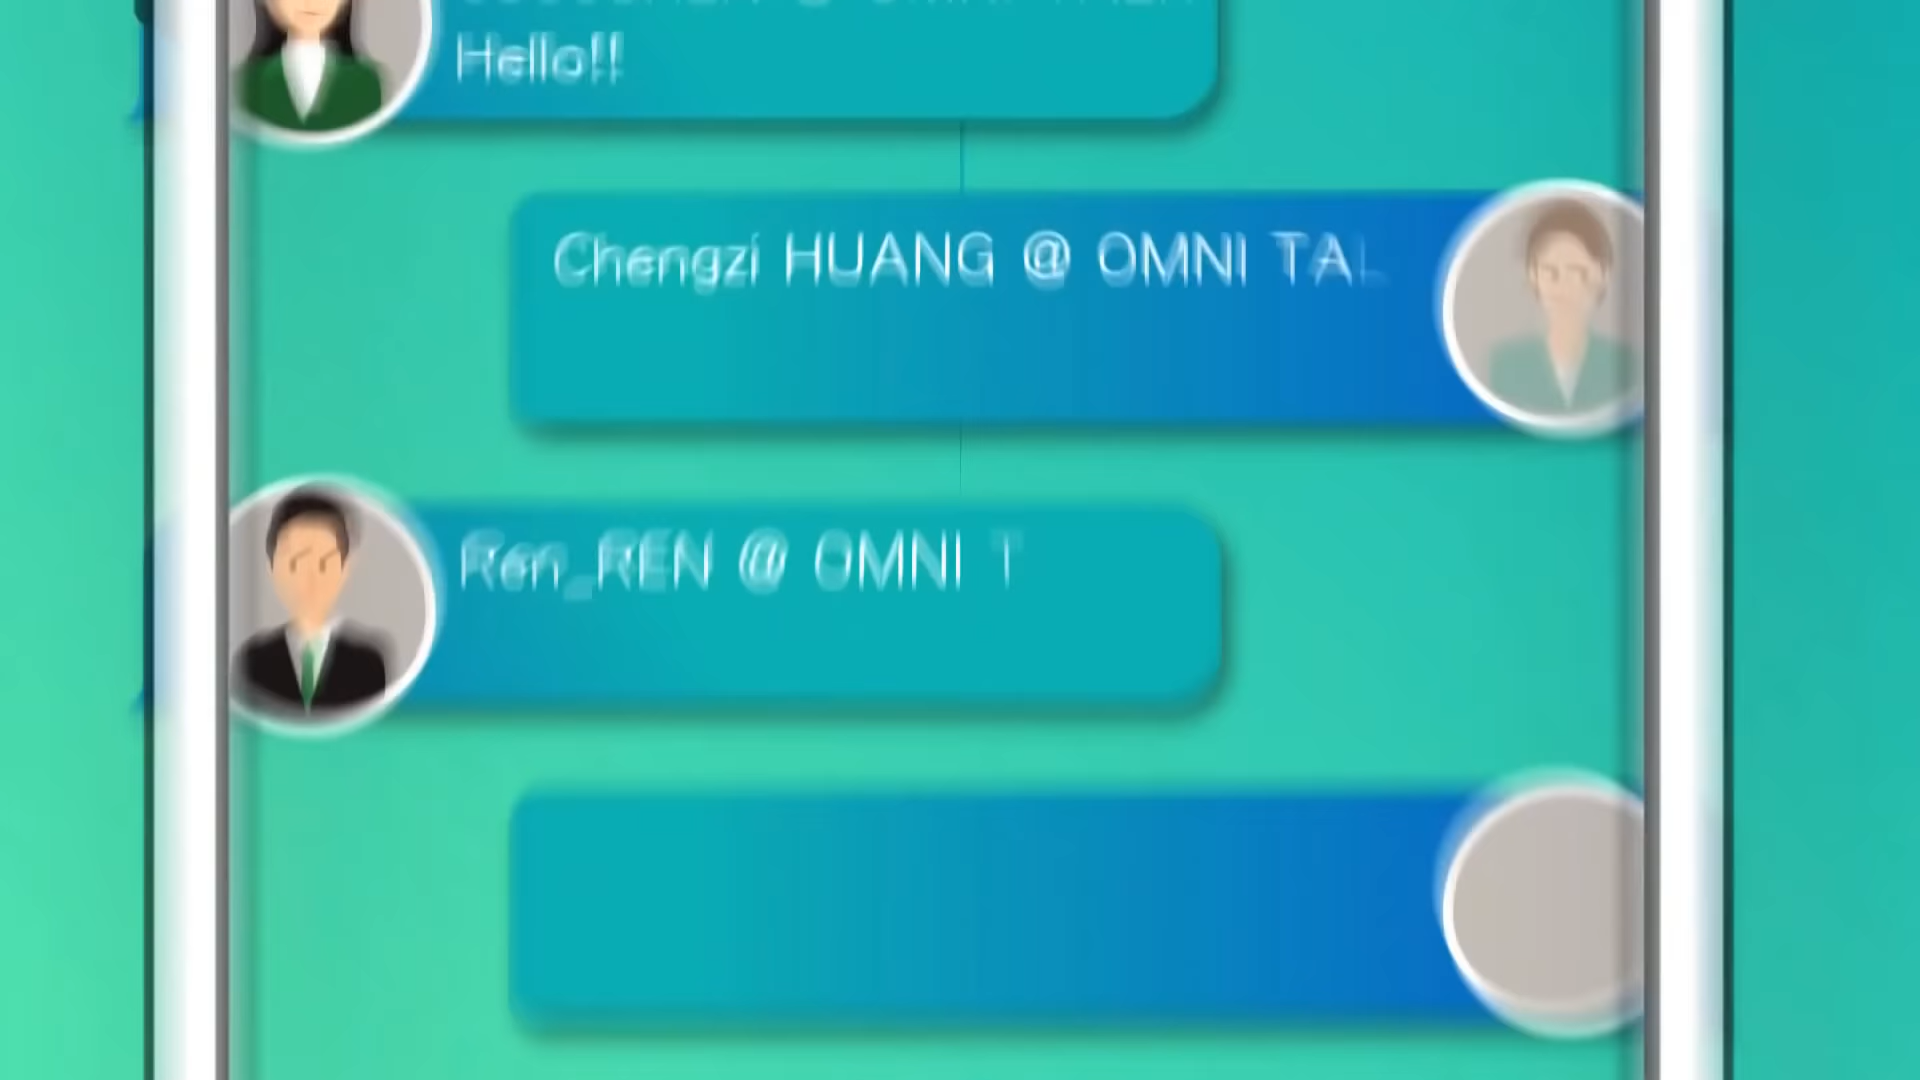 Hello!!
Chengzi HUANG @ OMNI TAL
Ren_REN @ OMNI T